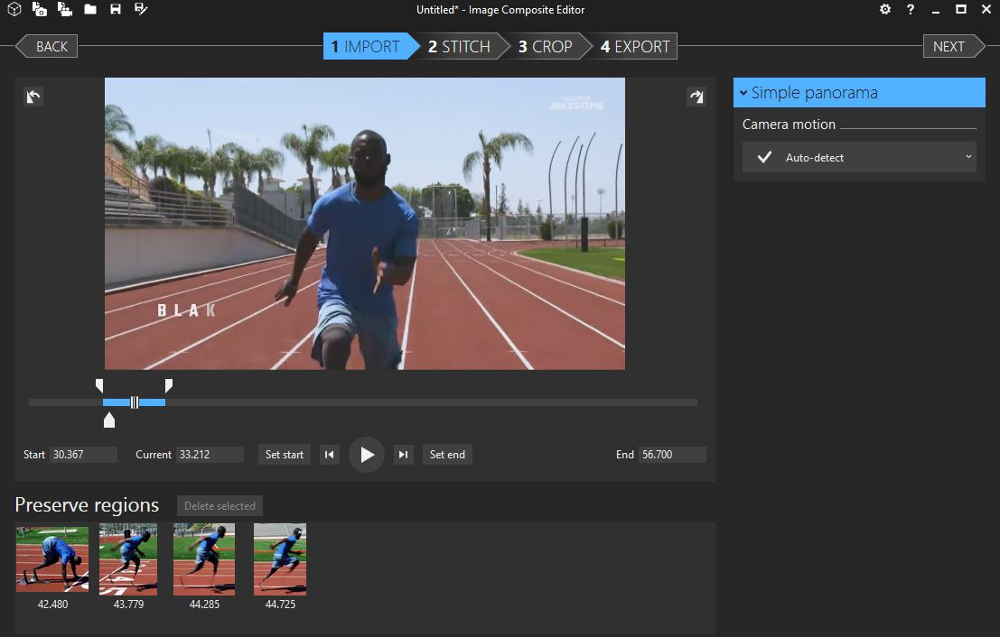 Untitled* - Image Composite Editor
?
BACK
1 IMPORT
2 STITCH
3 CROP
4 EXPORT
NEXT
AWESOME
BLAK
Simple panorama
Camera motion
Auto-detect
Start 30.367
Current 33.212
Set start
Set end
End 56.700
Preserve regions
Delete selected
42.480
43.779
44.285
44.725